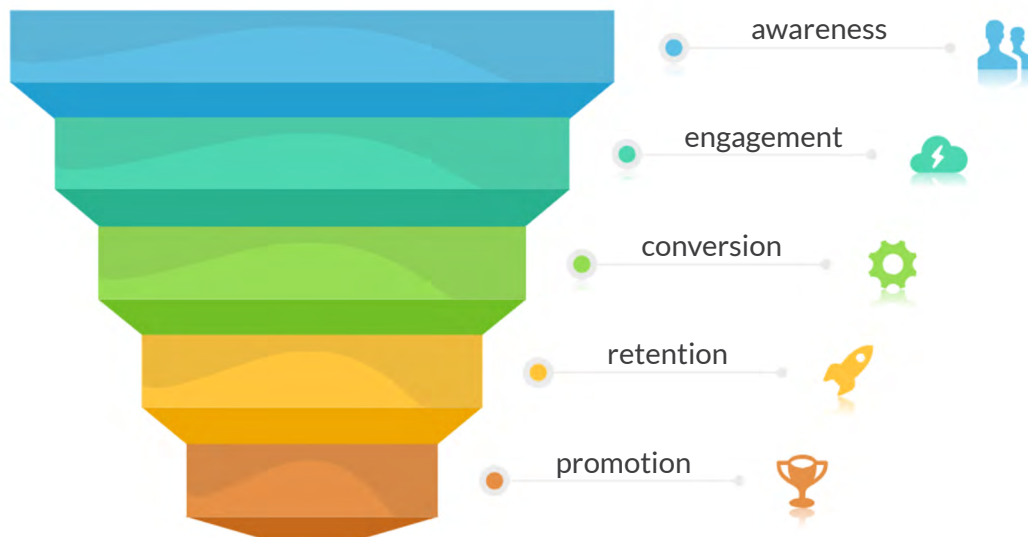 awareness
engagement
conversion
retention
promotion